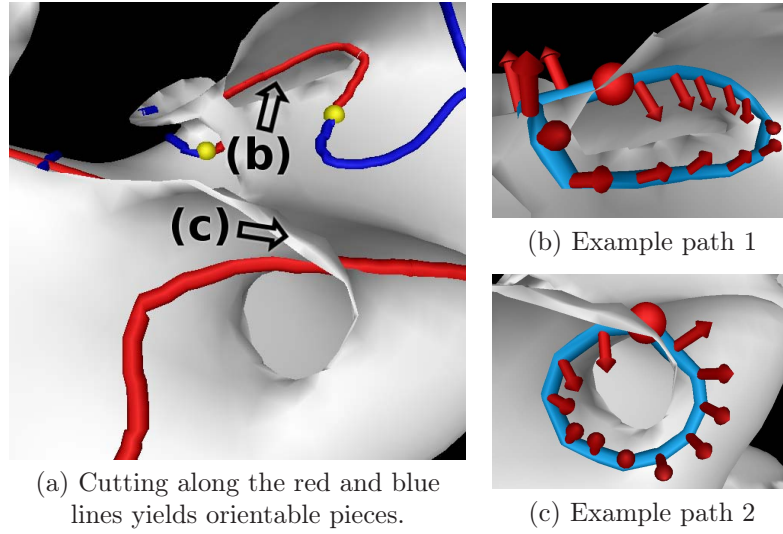 (b)
(c)
(a) Cutting along the red and blue
lines yields orientable pieces.
(b) Example path 1
(c) Example path 2